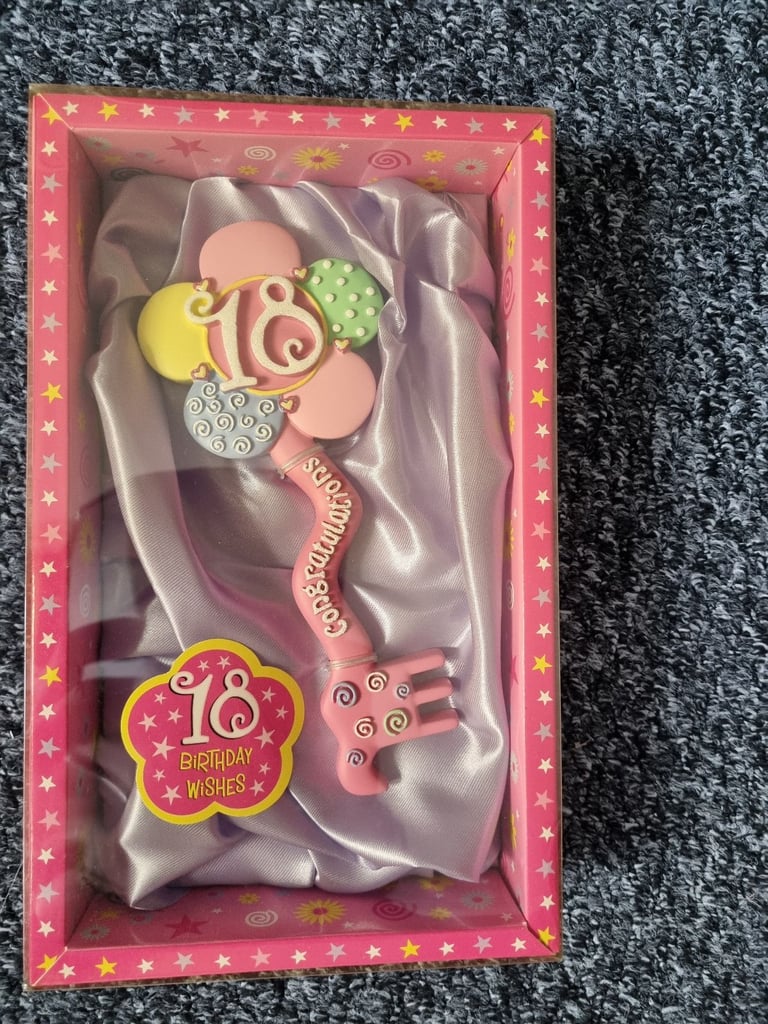 18
Congratulations
18
BIRTHDAY
WISHES